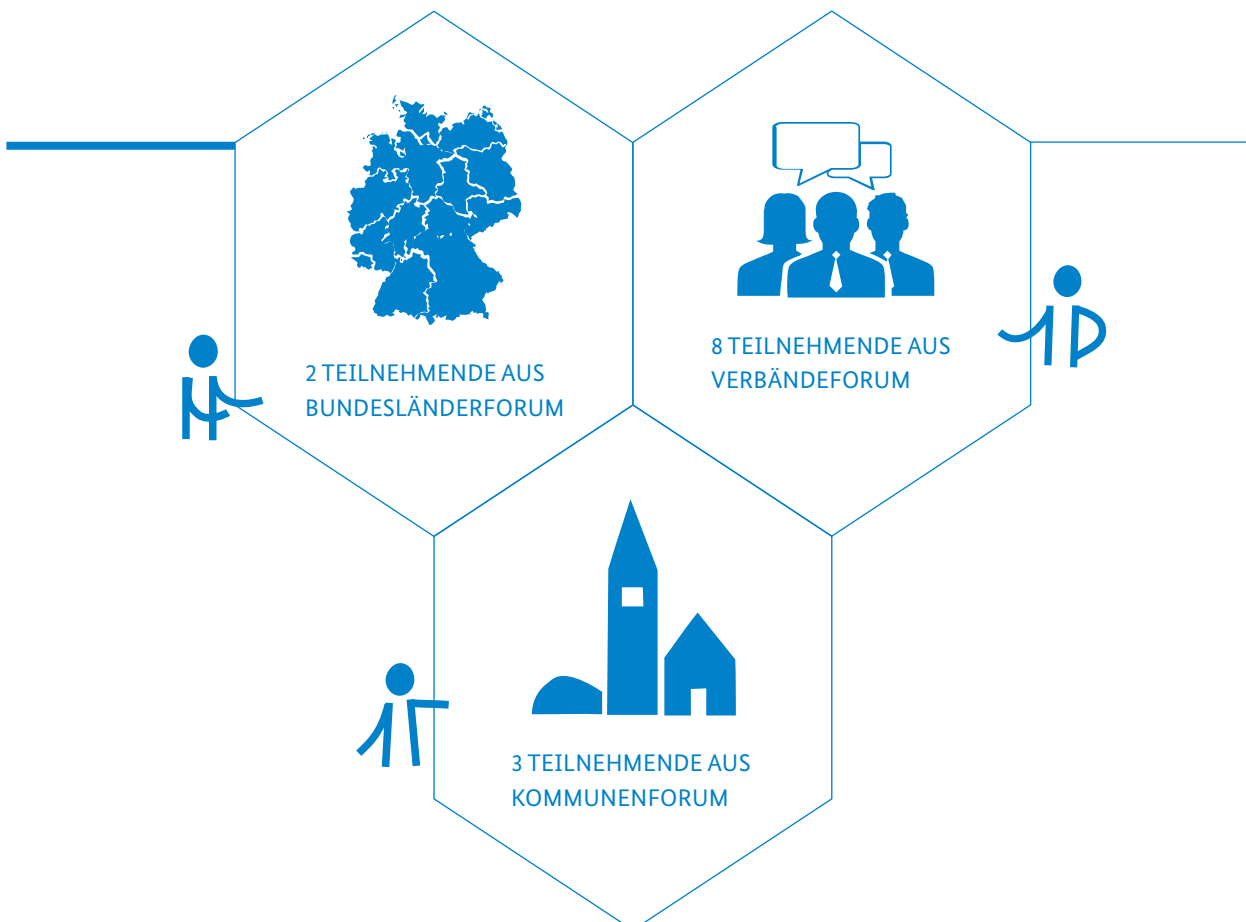 2 TEILNEHMENDE AUS
BUNDESLÄNDERFORUM
8 TEILNEHMENDE AUS
VERBÄNDEFORUM
3 TEILNEHMENDE AUS
KOMMUNENFORUM